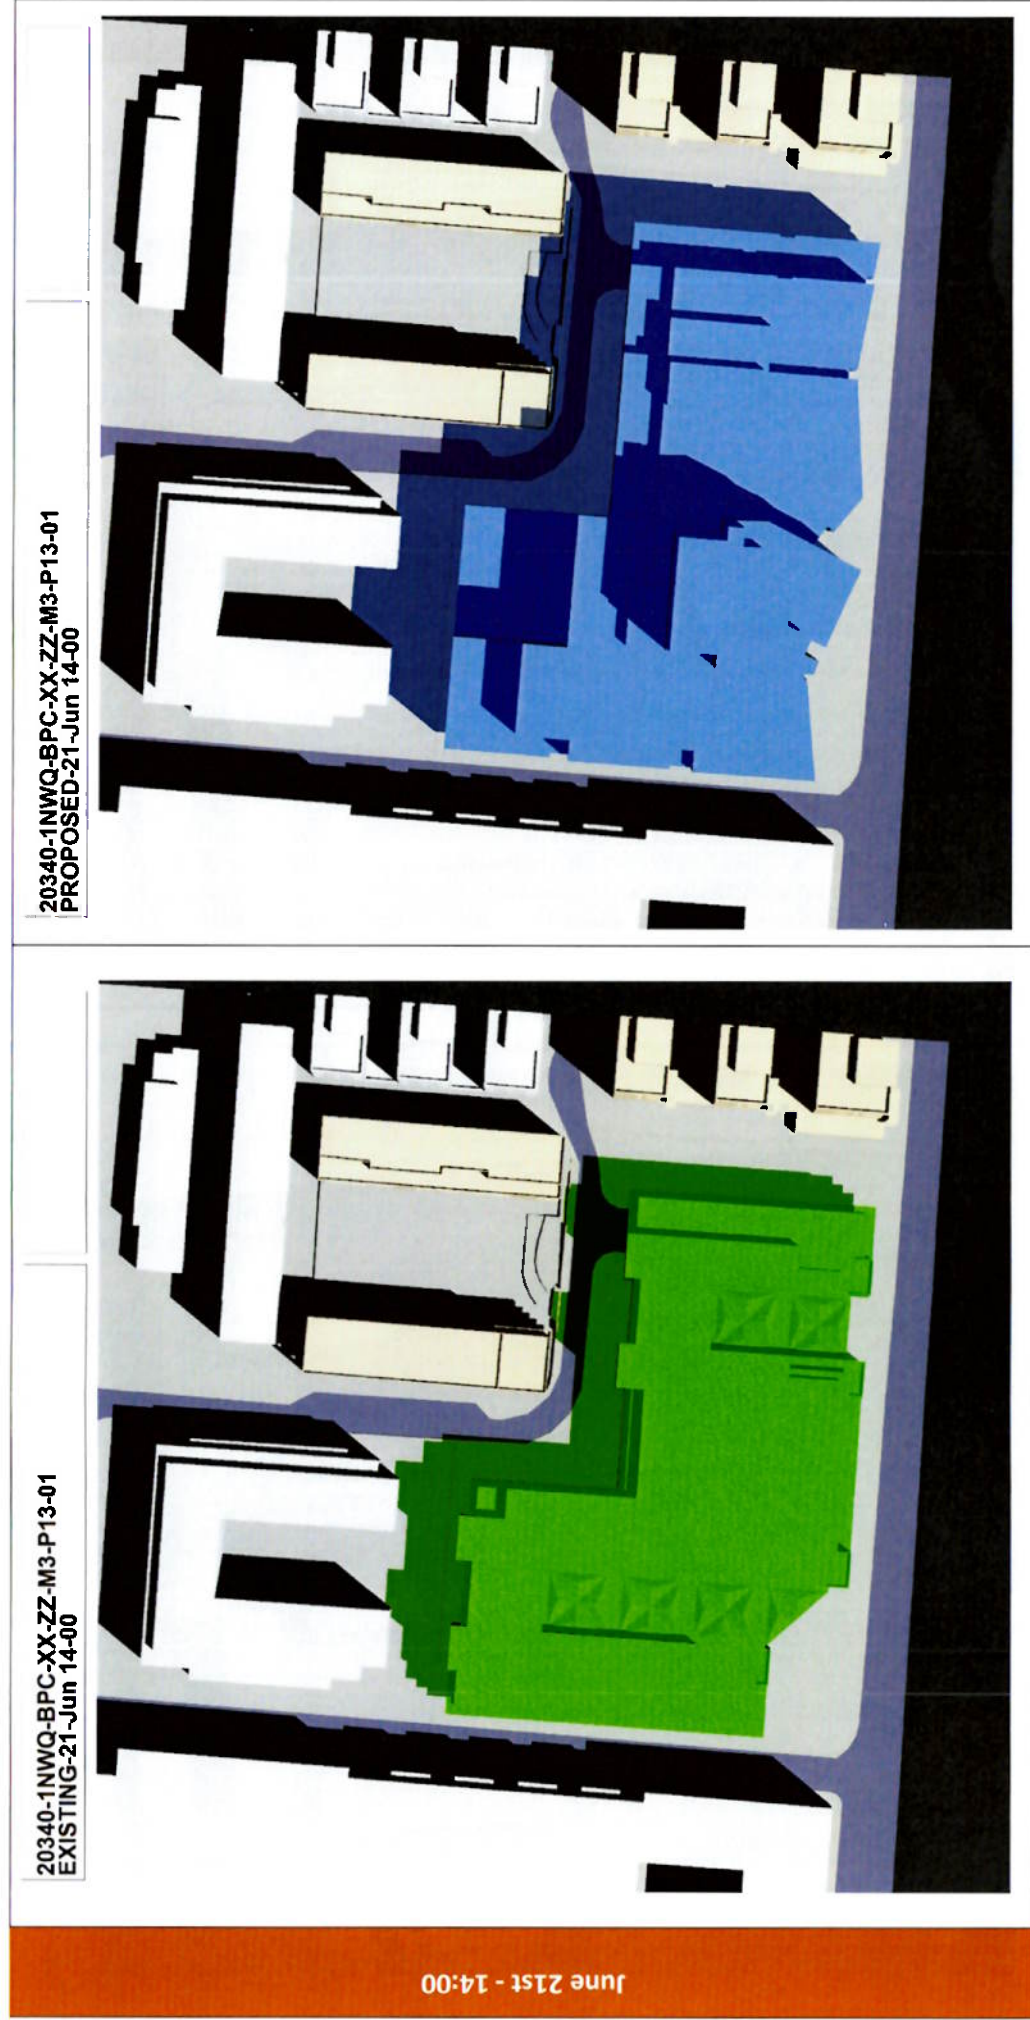 20340-1NWQ-BPC-XX-ZZ-M3-P13-01
PROPOSED-21-Jun 14-00
20340-1NWQ-BPC-XX-ZZ-M3-P13-01
EXISTING-21-Jun 14-00
June 21st - 14:00